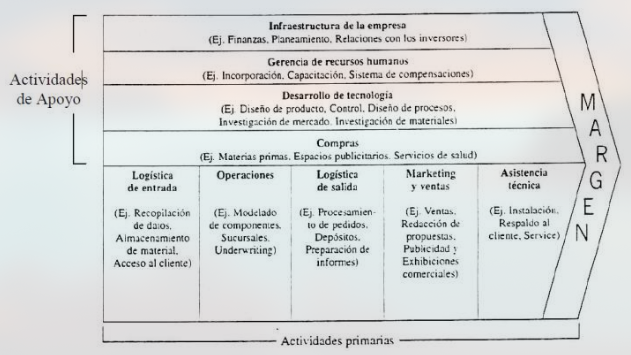 Infraestructura de la empresa
(Ej. Finanzas, Planeamiento, Relaciones con los inversores)
Gerencia de recursos humanos
(Ej. Incorporación, Capacitación, Sistema de compensaciones)
Actividades
de Apoyo
Desarrollo de tecnología
(Ej. Diseño de producto, Control, Diseño de procesos,
Investigación de mercado, Investigación de materiales)
Compras
(Ej. Materias primas, Espacios publicitarios, Servicios de salud)
Logística
de entrada
(Ej. Recopilación
de datos,
Almacenamiento
de material,
Acceso al cliente)
Operaciones
(Ej. Modelado
de componentes,
Sucursales,
Underwriting)
Logística
de salida
(Ej. Procesamien-
to de pedidos,
Depósitos,
Preparación de
informes)
Marketing
y ventas
(Ej. Ventas,
Redacción de
propuestas,
Publicidad y
Exhibiciones
comerciales)
Asistencia
técnica
(Ej. Instalación,
Respaldo al
cliente, Service)
MARGEN
Actividades primarias